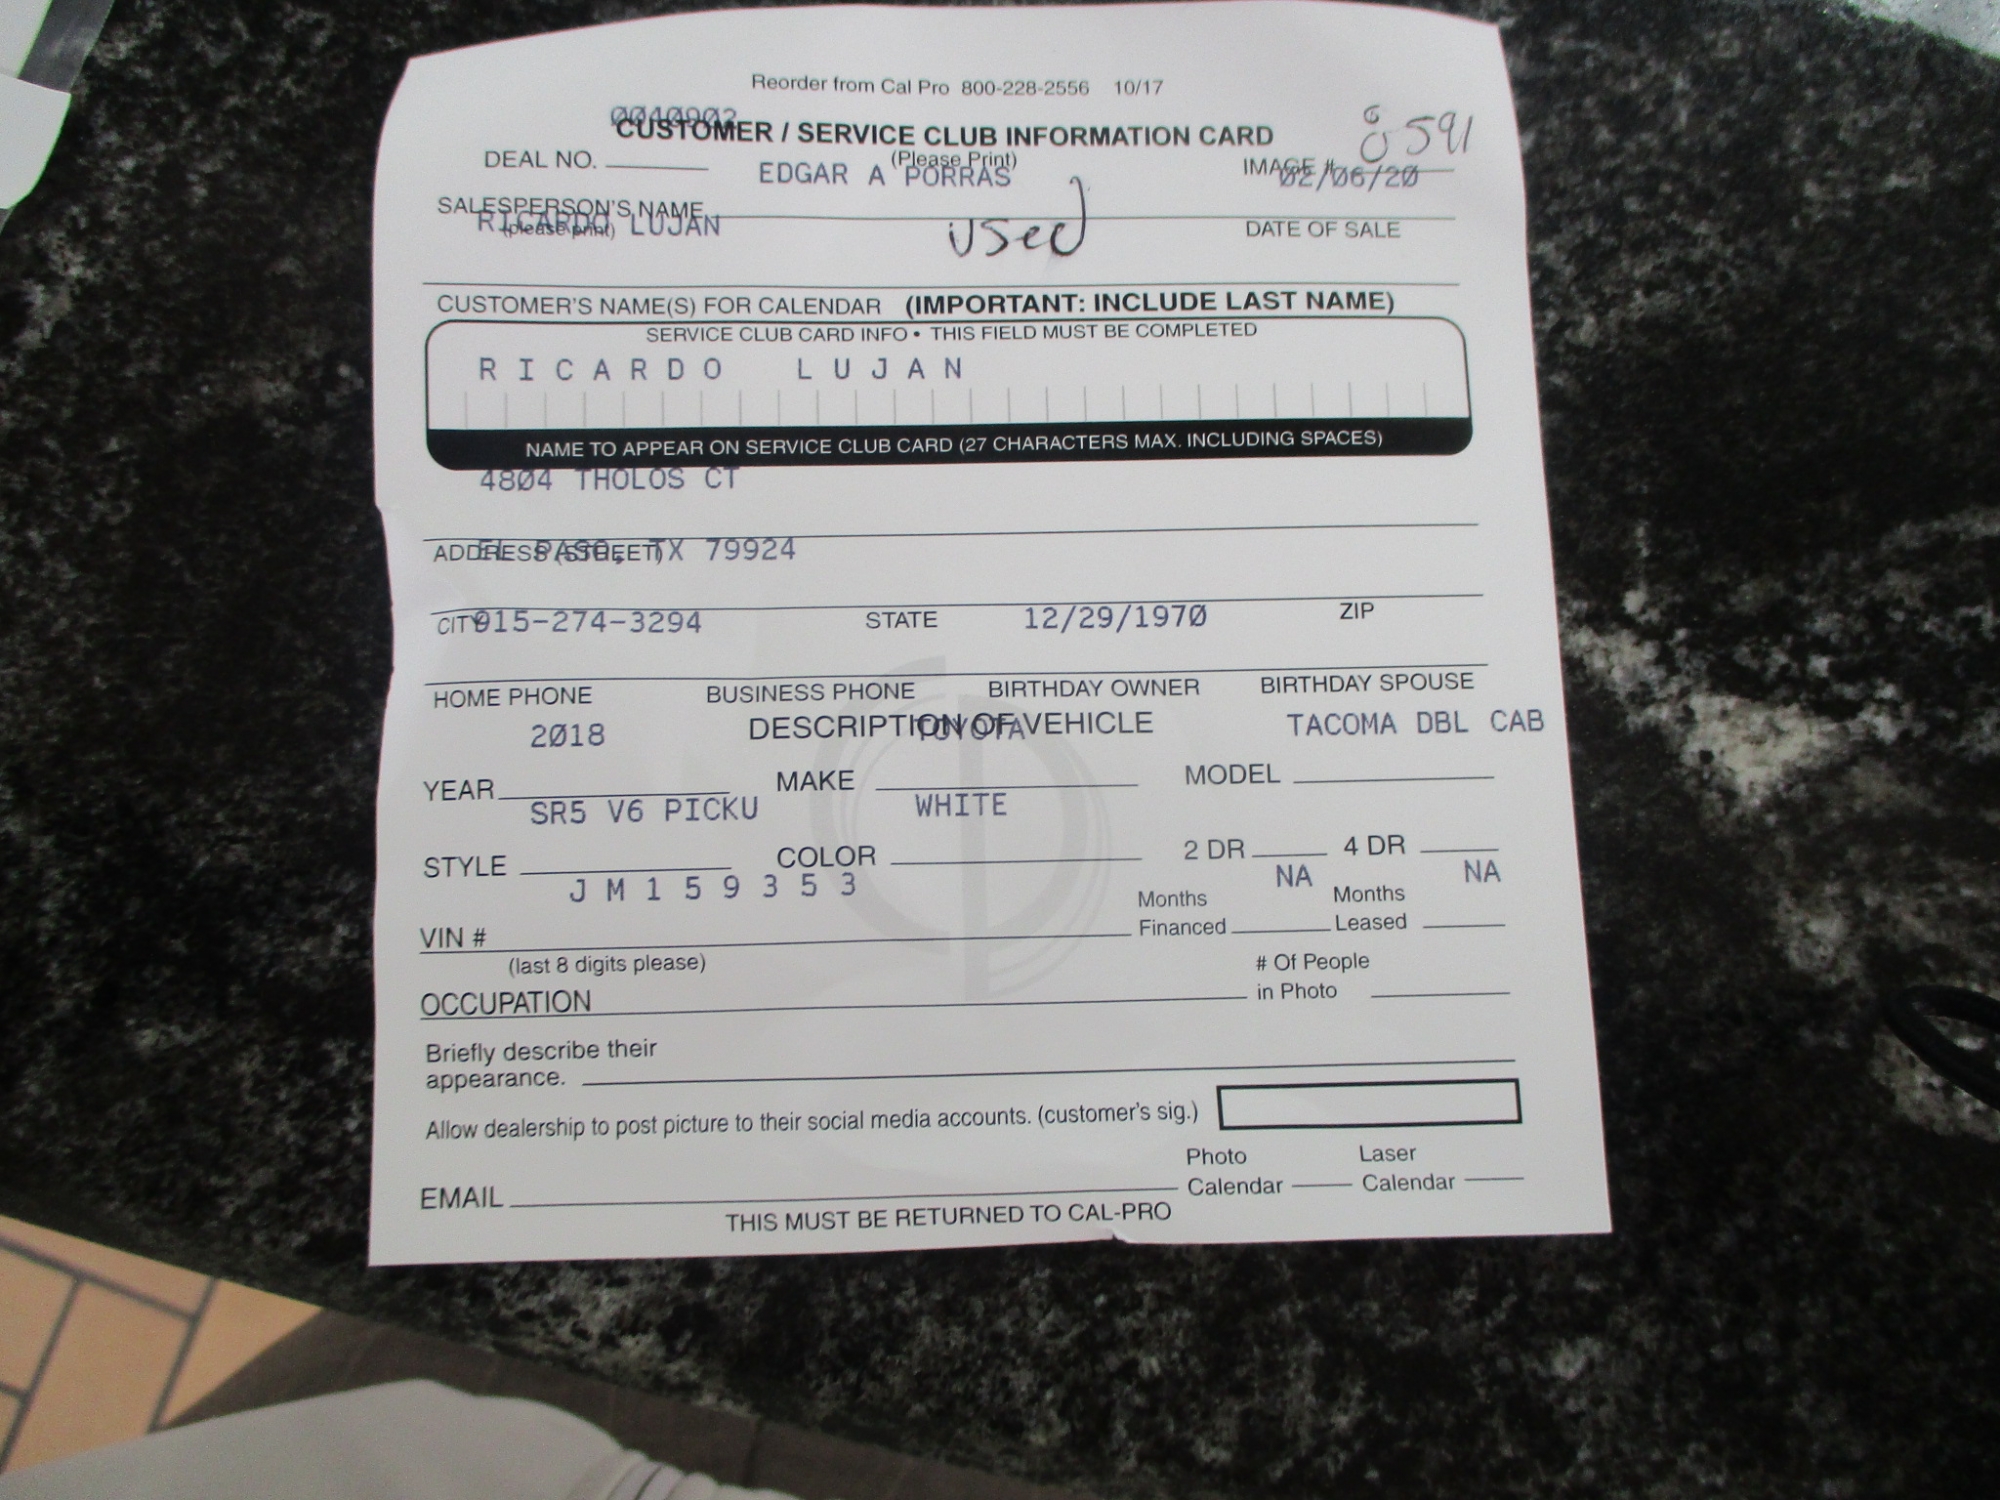 Reorder from Cal Pro 800-228-2556 10/17
0040902
CUSTOMER / SERVICE CLUB INFORMATION CARD
8591
DEAL NO.
(Please Print)
IMAGE #
EDGAR A PORRAS
02/06/20
SALESPERSON'S NAME
(please print)
RICARDO LUJAN
used
DATE OF SALE
CUSTOMER'S NAME(S) FOR CALENDAR (IMPORTANT: INCLUDE LAST NAME)
SERVICE CLUB CARD INFO • THIS FIELD MUST BE COMPLETED
RICARDO LUJAN
NAME TO APPEAR ON SERVICE CLUB CARD (27 CHARACTERS MAX. INCLUDING SPACES)
4804 THOLOS CT
ADDRESS (STREET)
EL PASO, TX 79924
CITY STATE ZIP
915-274-3294 12/29/1970
HOME PHONE BUSINESS PHONE BIRTHDAY OWNER BIRTHDAY SPOUSE
DESCRIPTION OF VEHICLE
2018 TOYOTA TACOMA DBL CAB
YEAR MAKE MODEL
SR5 V6 PICKU WHITE
STYLE COLOR 2 DR 4 DR
JM159353 NA NA
VIN # Months Financed Months Leased
(last 8 digits please)
OCCUPATION # Of People in Photo
Briefly describe their
appearance.
Allow dealership to post picture to their social media accounts. (customer's sig.)
EMAIL Photo Calendar Laser Calendar
THIS MUST BE RETURNED TO CAL-PRO